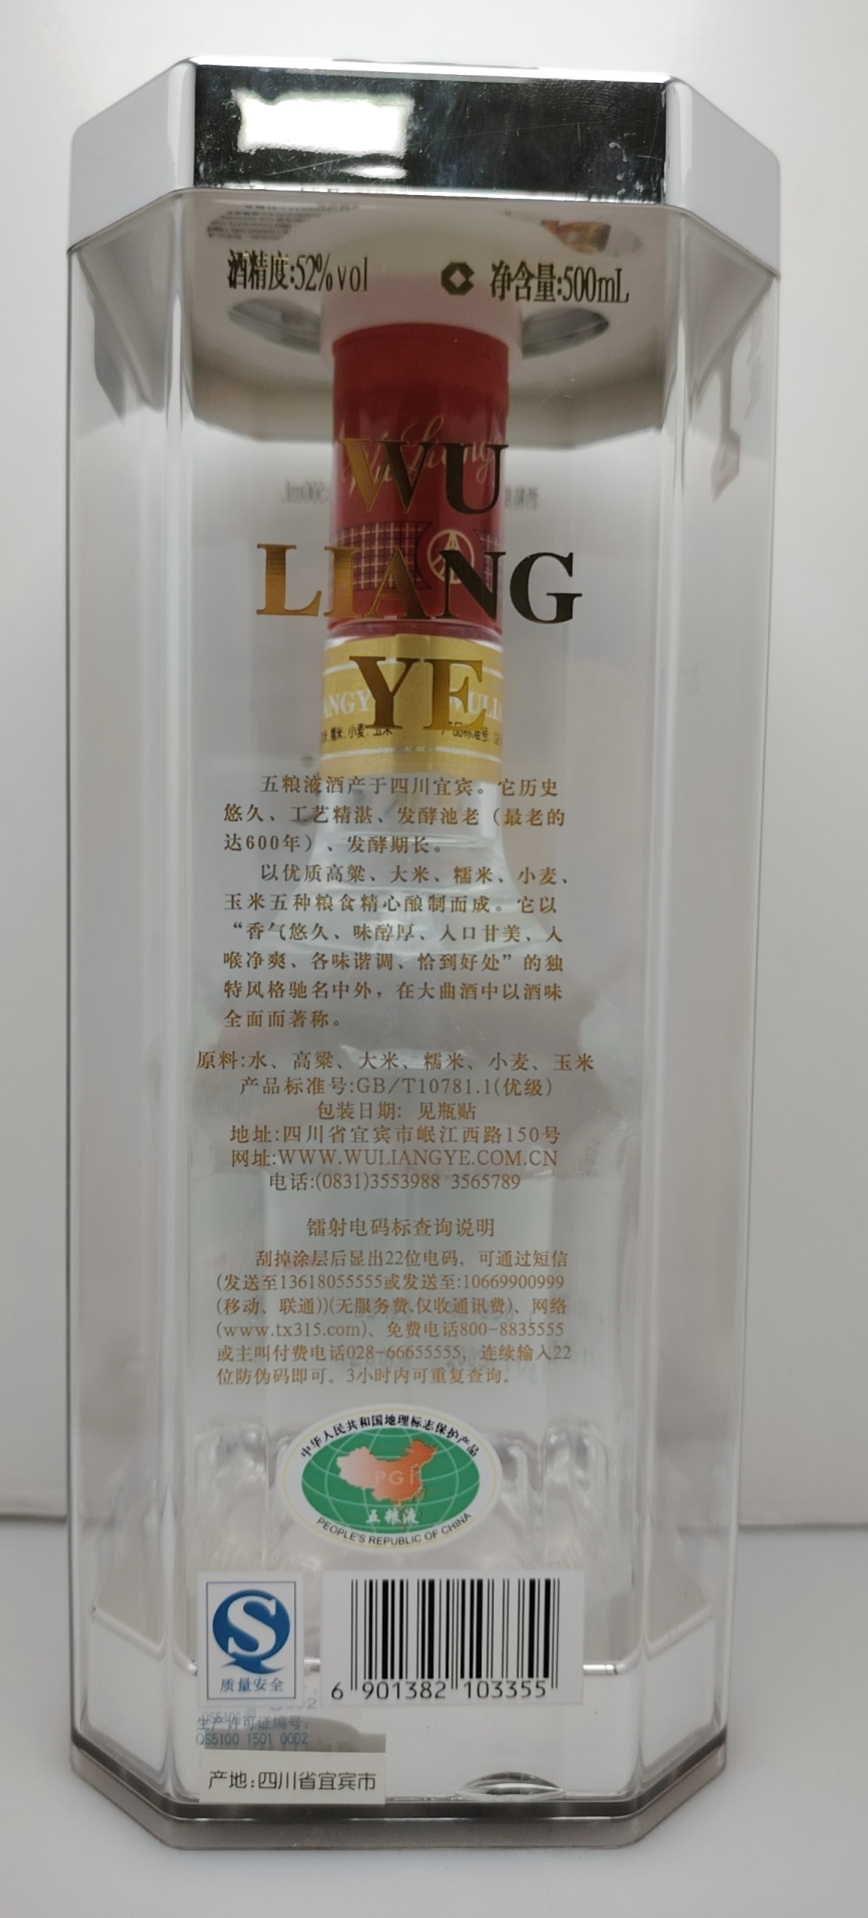 酒精度:52%vol 净含量:500mL
WU
LIANG
YE
五粮液酒产于四川宜宾。它历史
悠久、工艺精湛、发酵池老（最老的
达600年）、发酵期长。
以优质高粱、大米、糯米、小麦、
玉米五种粮食精心酿制而成。它以
“香气悠久、味醇厚、入口甘美、入
喉净爽、各味谐调、恰到好处”的独
特风格驰名中外，在大曲酒中以酒味
全面而著称。
原料:水、高粱、大米、糯米、小麦、玉米
产品标准号:GB/T10781.1(优级)
包装日期: 见瓶贴
地址:四川省宜宾市岷江西路150号
网址:WWW.WULIANGYE.COM.CN
电话:(0831)3553988 3565789
镭射电码标查询说明
刮掉涂层后显出22位电码，可通过短信
(发送至13618055555或发送至:10669900999
(移动、联通))(无服务费,仅收通讯费)、网络
(www.tx315.com)、免费电话800-8835555
或主叫付费电话028-66655555，连续输入22
位防伪码即可。3小时内可重复查询。
中华人民共和国地理标志保护产品
PGI
五粮液
PEOPLE'S REPUBLIC OF CHINA
质量安全
6 901382 103355
生产许可证编号:
QS5100 1501 0002
产地:四川省宜宾市